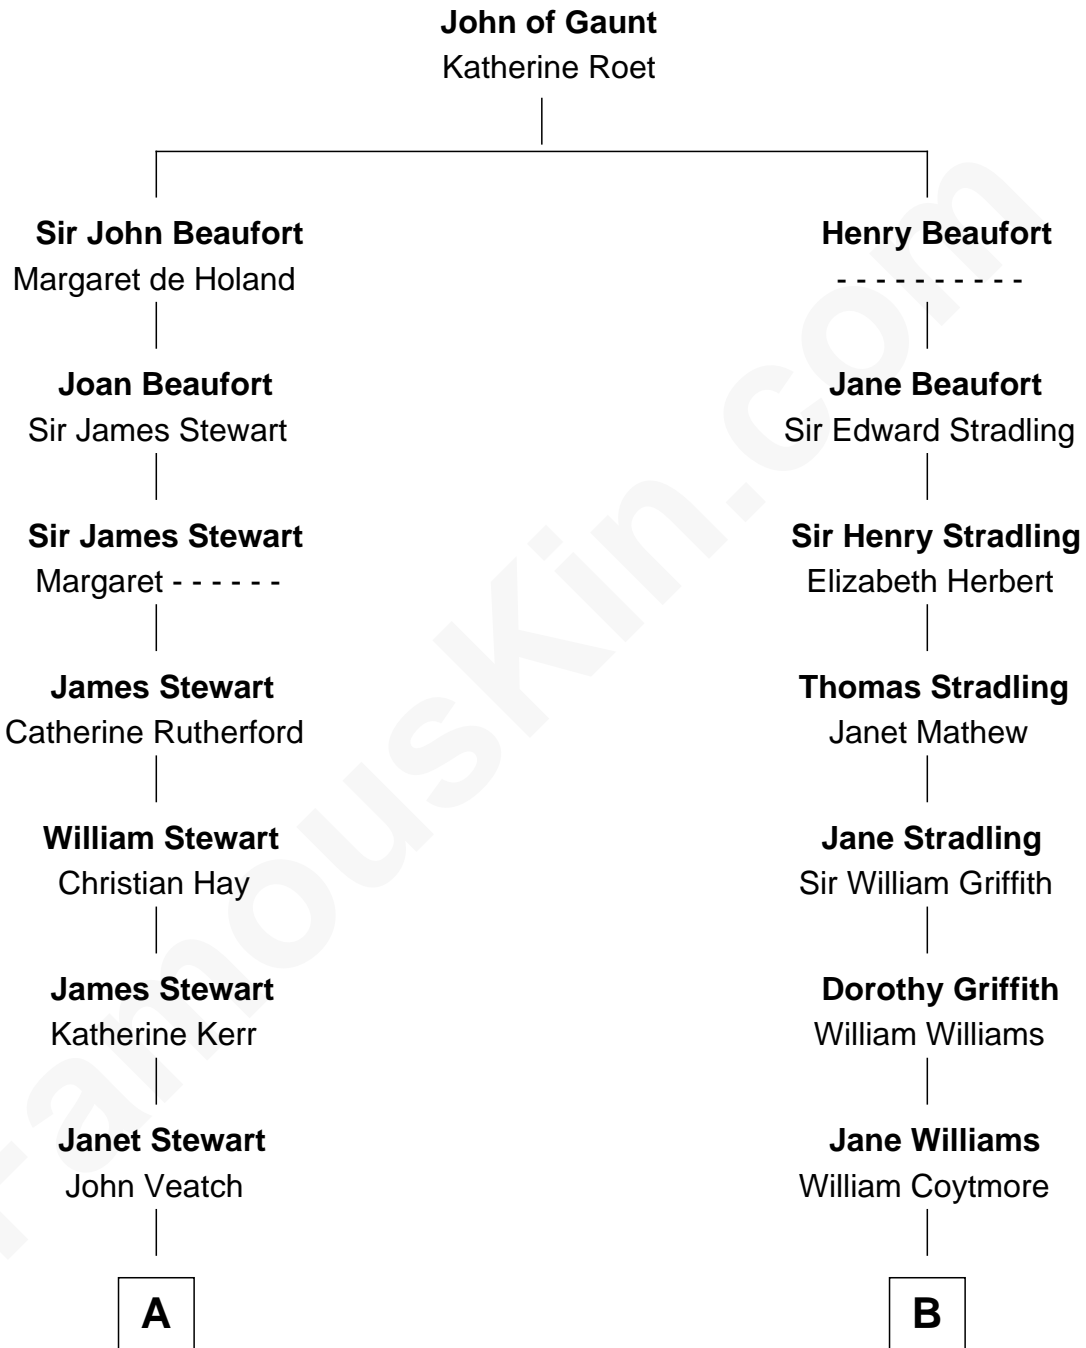 John of Gaunt
Katherine Roet
Sir John Beaufort
Margaret de Holand
Henry Beaufort
- - - - - - - - - -
Joan Beaufort
Sir James Stewart
Jane Beaufort
Sir Edward Stradling
Sir James Stewart
Margaret - - - - - -
Sir Henry Stradling
Elizabeth Herbert
James Stewart
Catherine Rutherford
Thomas Stradling
Janet Mathew
William Stewart
Christian Hay
Jane Stradling
Sir William Griffith
James Stewart
Katherine Kerr
Dorothy Griffith
William Williams
Janet Stewart
John Veatch
Jane Williams
William Coytmore
A
B
FamousKin.com